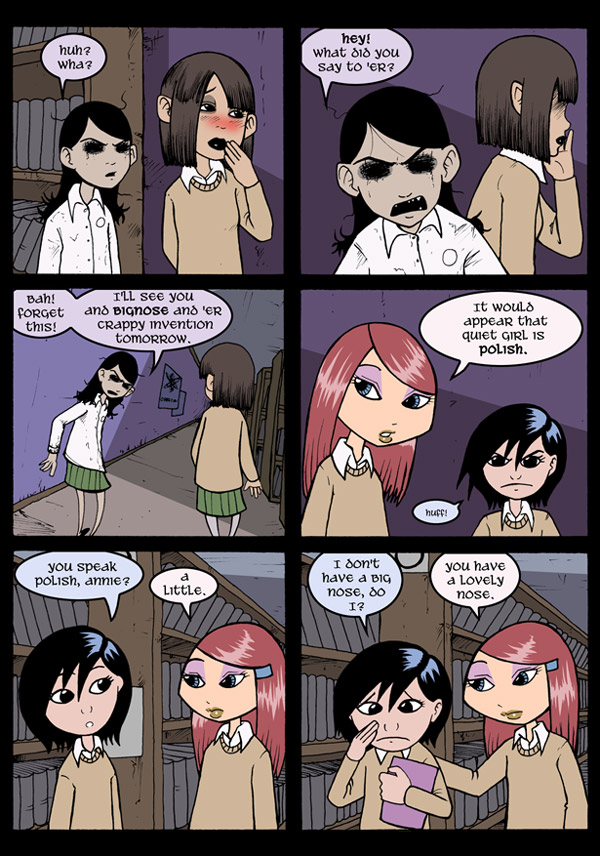 huh?
wha?
hey!
what did you
say to 'er?
bah!
forget
this!
I'll see you
and bignose and 'er
crappy invention
tomorrow.
It would
appear that
quiet girl is
polish.
huff!
you speak
polish, annie?
a
little.
I don't
have a big
nose, do
I?
you have
a lovely
nose.